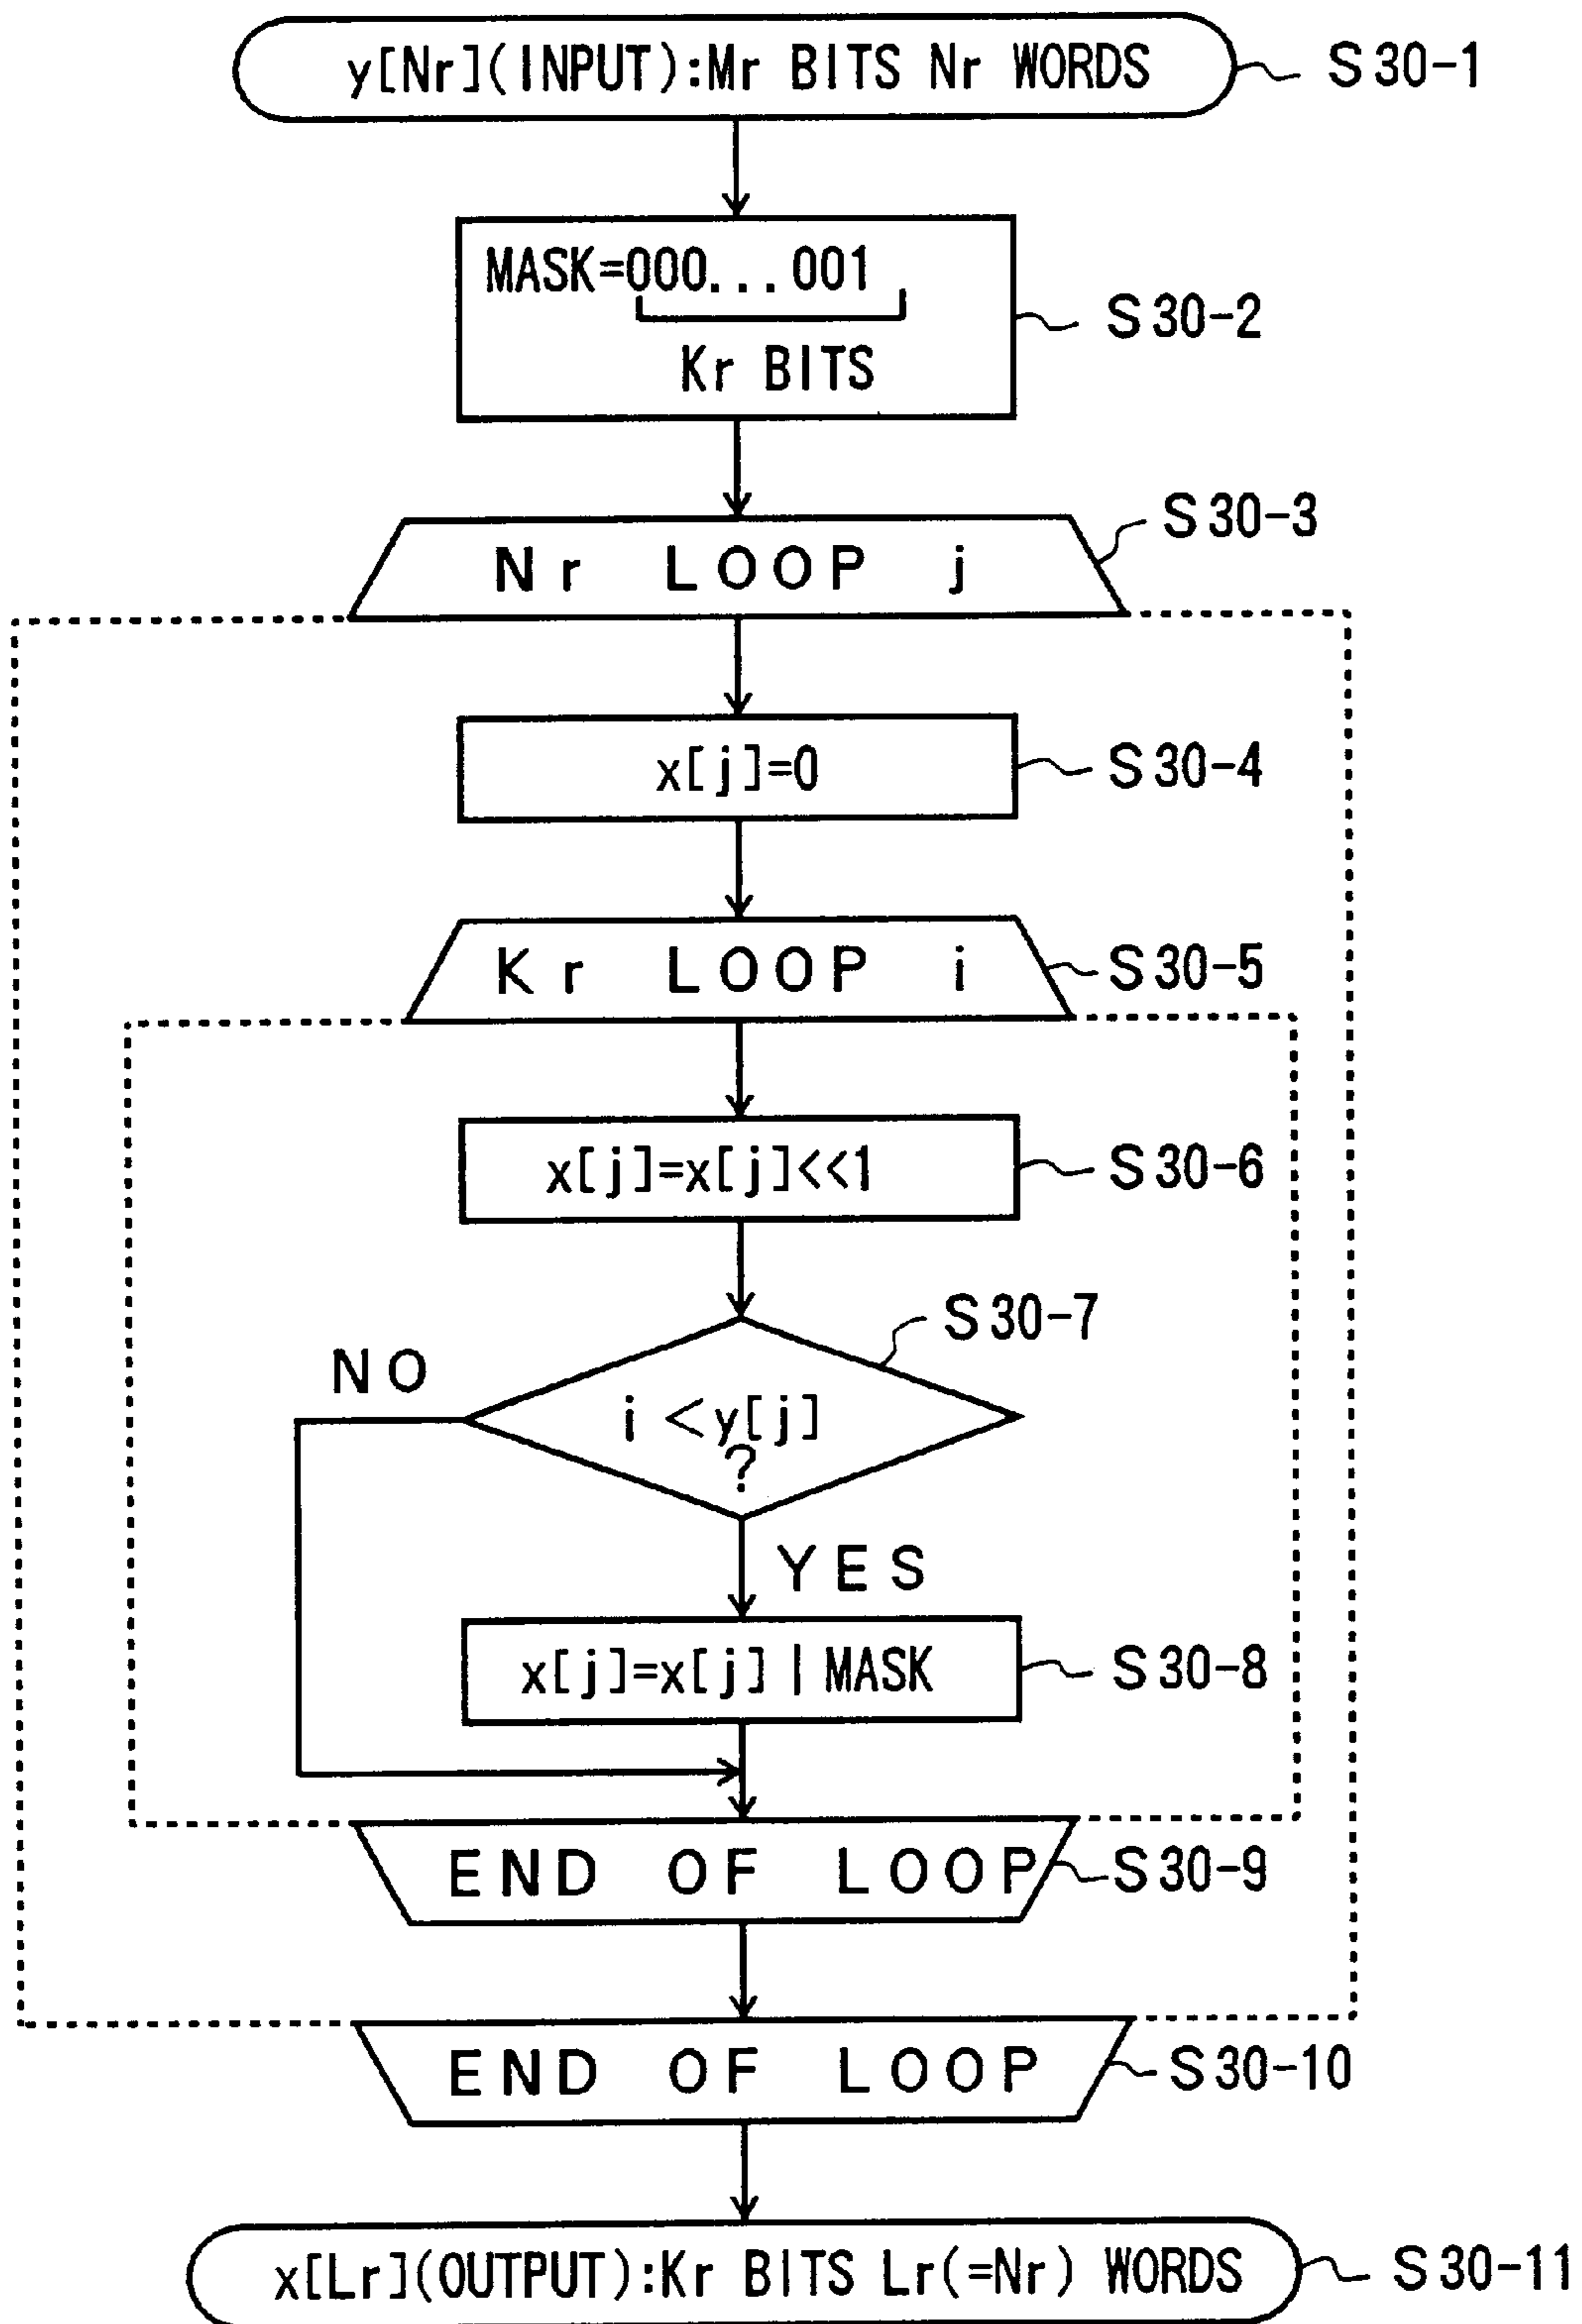 y[Nr](INPUT):Mr BITS Nr WORDS S30-1
MASK=000...001
Kr BITS
S30-2
Nr LOOP j S30-3
x[j]=0 S30-4
Kr LOOP i S30-5
x[j]=x[j]<<1 S30-6
S30-7
NO
i <y[j]
?
YES
x[j]=x[j] | MASK S30-8
END OF LOOP S30-9
END OF LOOP S30-10
x[Lr](OUTPUT):Kr BITS Lr(=Nr) WORDS S30-11